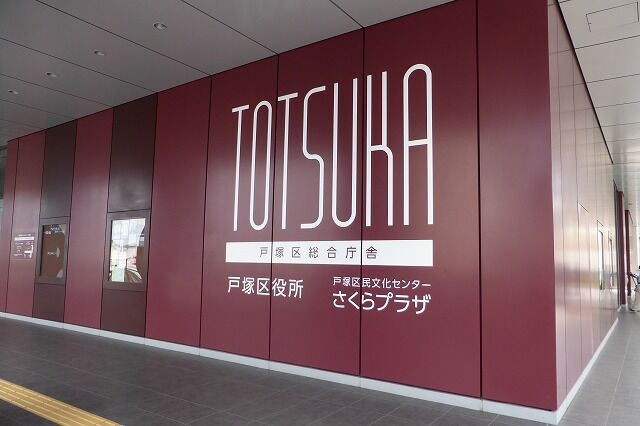 TOTSUKA
戸塚区総合庁舎
戸塚区役所
戸塚区民文化センター
さくらプラザ